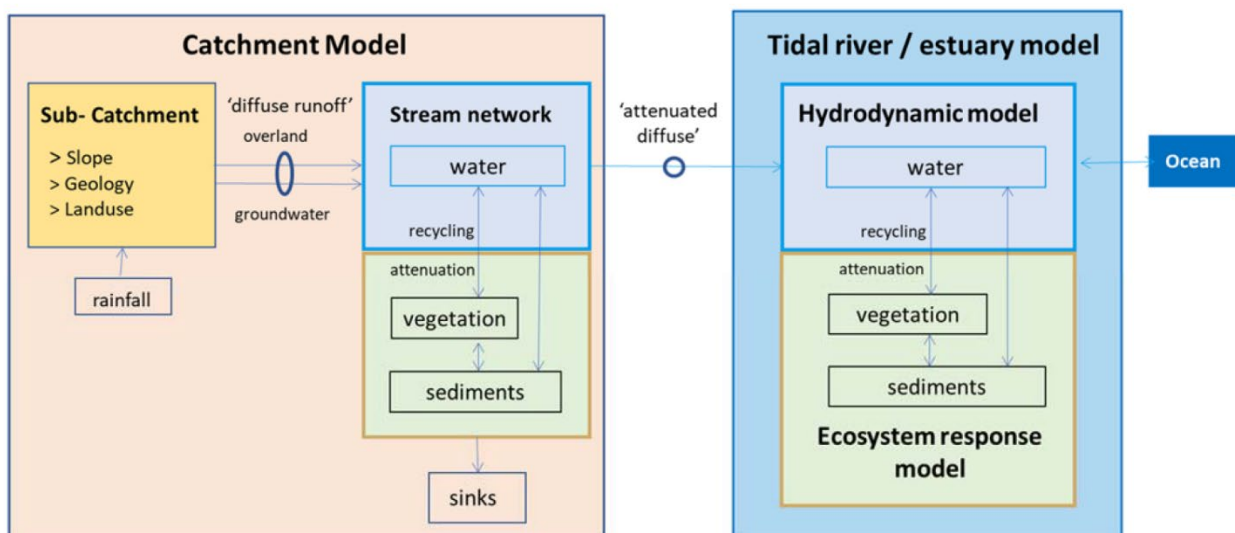 Catchment Model
Sub- Catchment
> Slope
> Geology
> Landuse
rainfall
‘diffuse runoff’
overland
groundwater
Stream network
water
recycling
attenuation
vegetation
sediments
sinks
‘attenuated
diffuse’
Tidal river / estuary model
Hydrodynamic model
water
recycling
attenuation
vegetation
sediments
Ecosystem response
model
Ocean